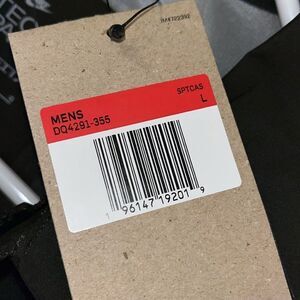 MENS
DQ4291-355
SPTCAS
L
1 96147 19201 9